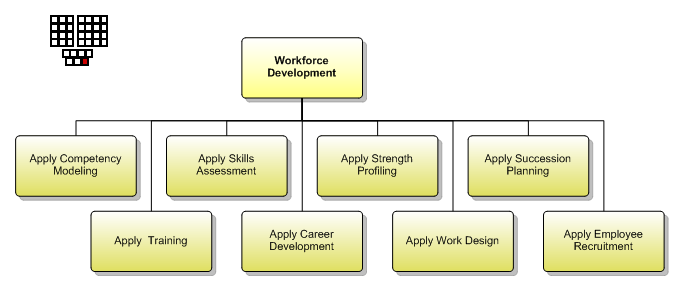 Workforce
Development
Apply Competency
Modeling
Apply Skills
Assessment
Apply Strength
Profiling
Apply Succession
Planning
Apply Training
Apply Career
Development
Apply Work Design
Apply Employee
Recruitment